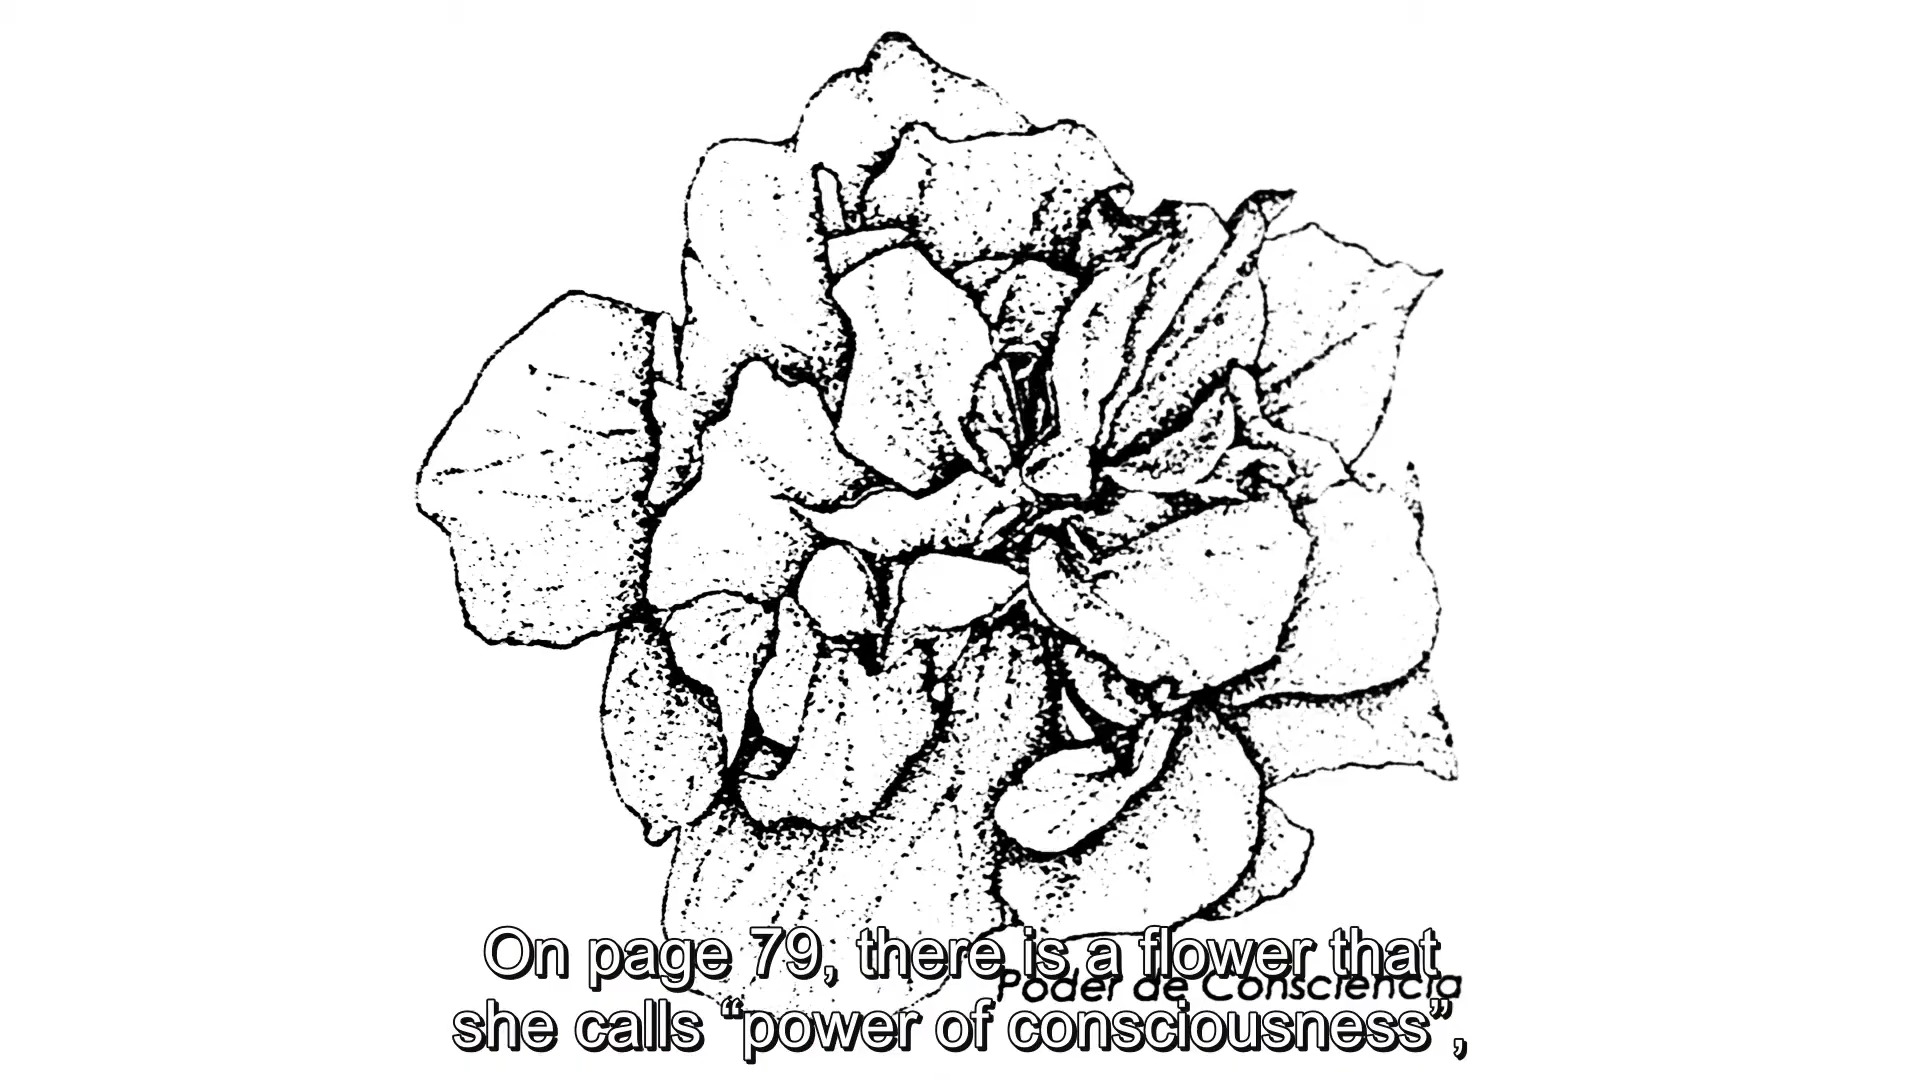 On page 79, there is a flower that
Poder de Consciencia
she calls “power of consciousness”,